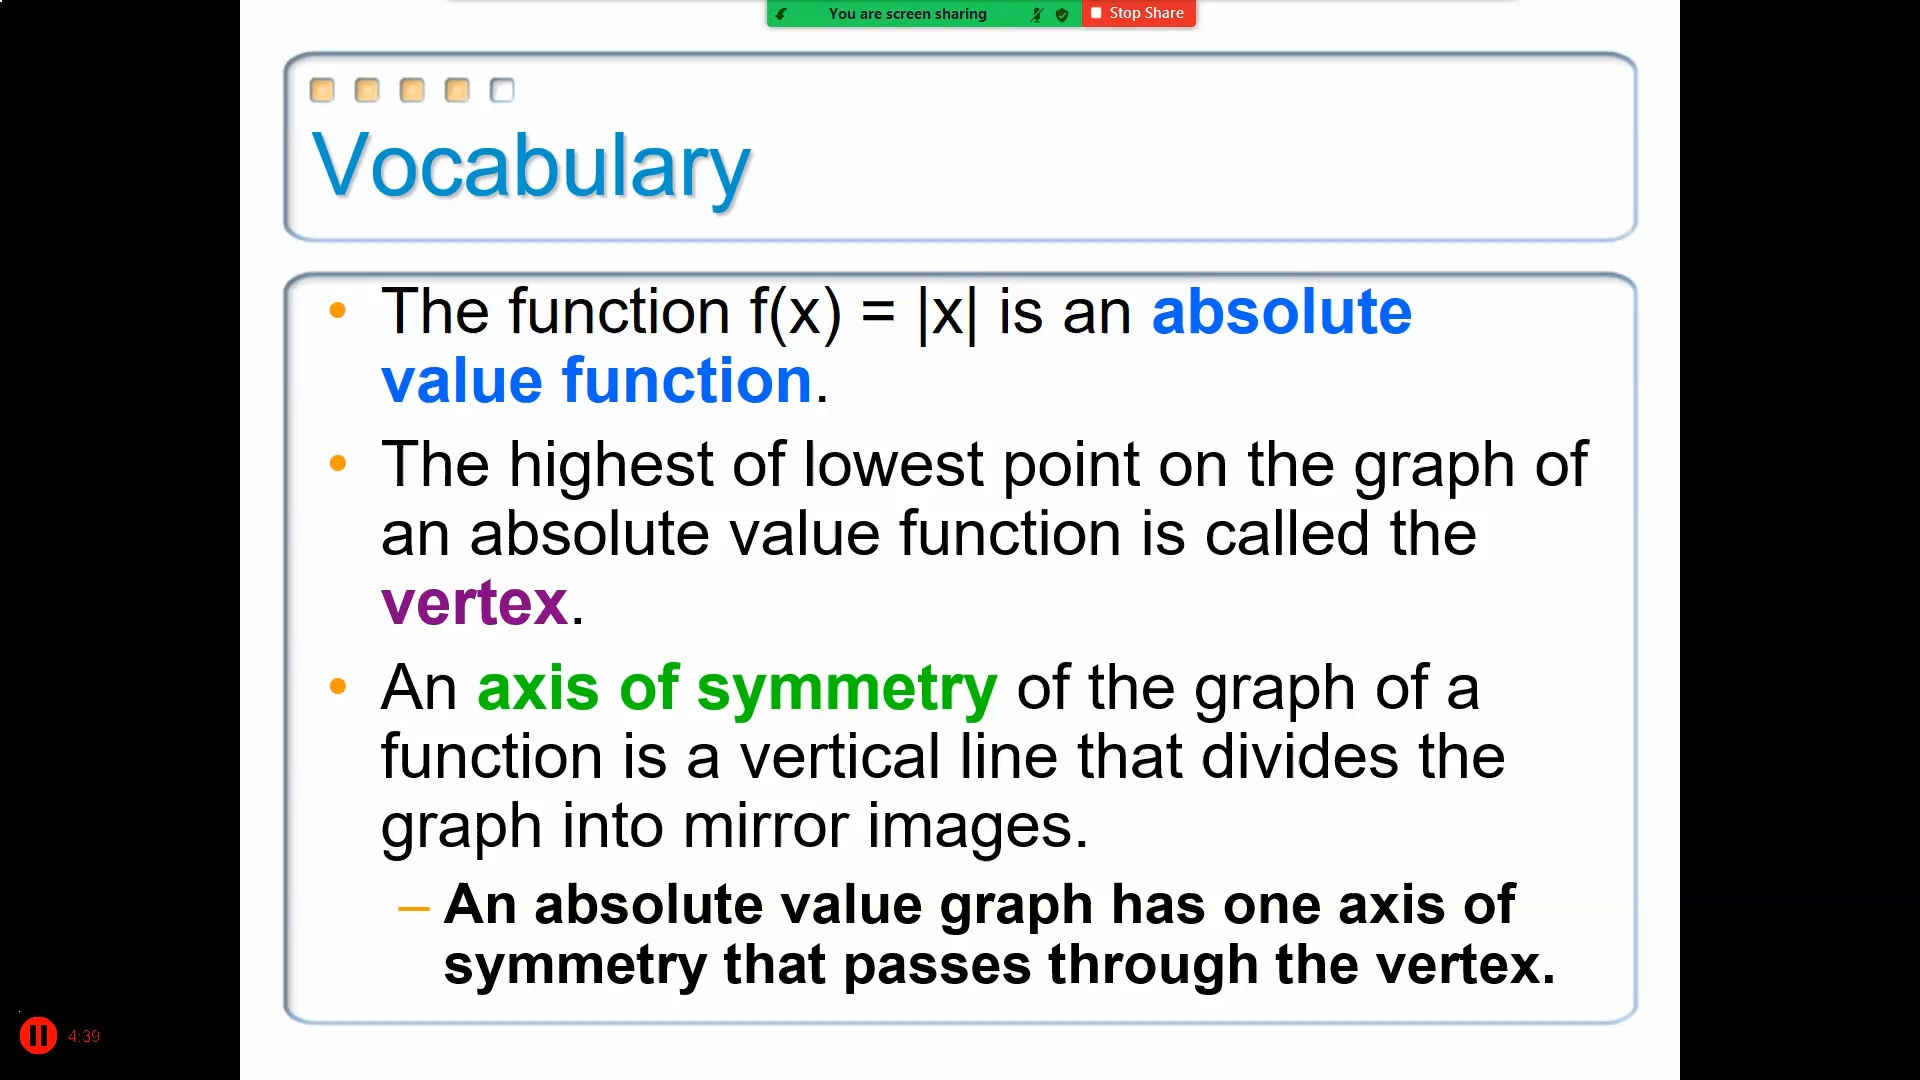 You are screen sharing
Stop Share
Vocabulary
• The function f(x) = |x| is an absolute
value function.
• The highest of lowest point on the graph of
an absolute value function is called the
vertex.
• An axis of symmetry of the graph of a
function is a vertical line that divides the
graph into mirror images.
– An absolute value graph has one axis of
symmetry that passes through the vertex.
4:39